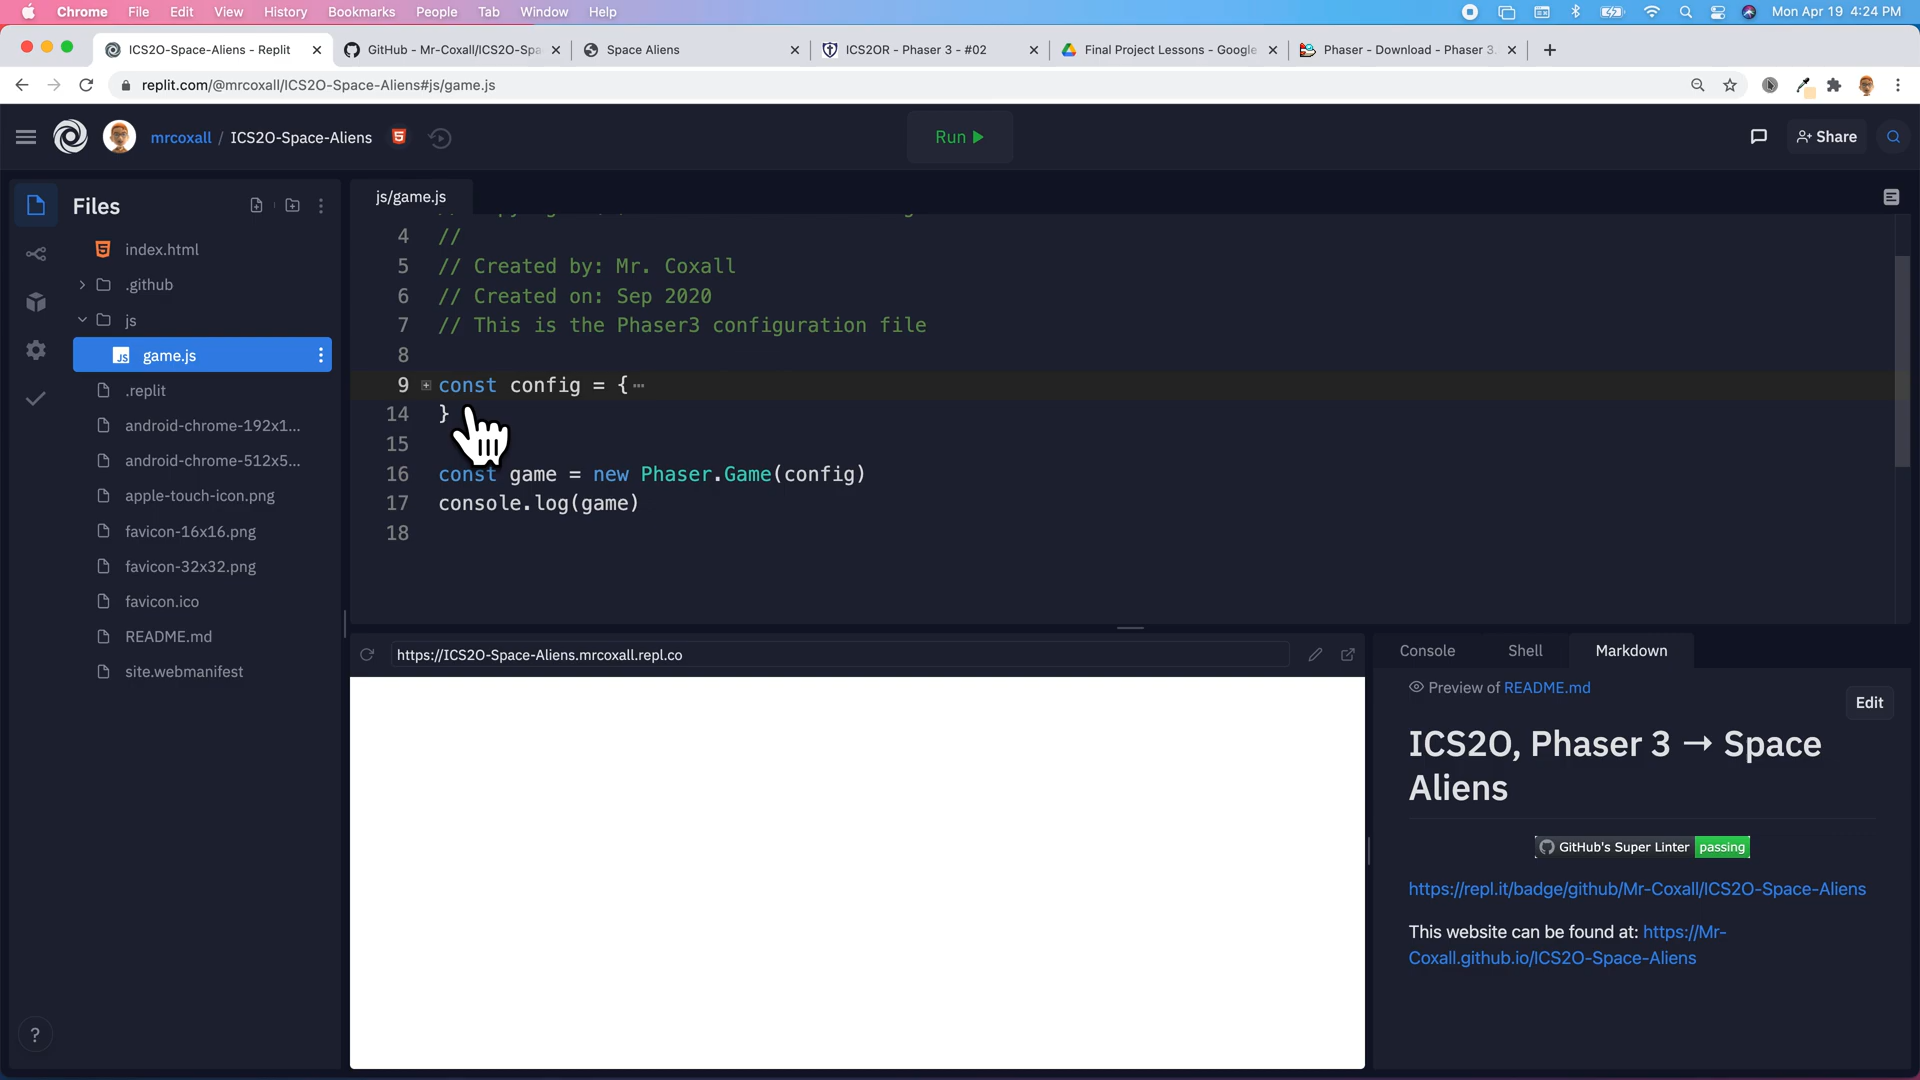 Chrome File Edit View History Bookmarks People Tab Window Help Mon Apr 19 4:24 PM
ICS2O-Space-Aliens - Replit GitHub - Mr-Coxall/ICS2O-Spa Space Aliens ICS2OR - Phaser 3 - #02 Final Project Lessons - Google Phaser - Download - Phaser 3
replit.com/@mrcoxall/ICS2O-Space-Aliens#js/game.js
mrcoxall / ICS2O-Space-Aliens Run Share
Files
index.html
.github
js
game.js
.replit
android-chrome-192x1...
android-chrome-512x5...
apple-touch-icon.png
favicon-16x16.png
favicon-32x32.png
favicon.ico
README.md
site.webmanifest
?
js/game.js
4 //
5 // Created by: Mr. Coxall
6 // Created on: Sep 2020
7 // This is the Phaser3 configuration file
8
9 const config = {⋯
14 }
15
16 const game = new Phaser.Game(config)
17 console.log(game)
18
https://ICS2O-Space-Aliens.mrcoxall.repl.co
Console Shell Markdown
Preview of README.md
Edit
ICS2O, Phaser 3 → Space
Aliens
GitHub's Super Linter passing
https://repl.it/badge/github/Mr-Coxall/ICS2O-Space-Aliens
This website can be found at: https://Mr-
Coxall.github.io/ICS2O-Space-Aliens